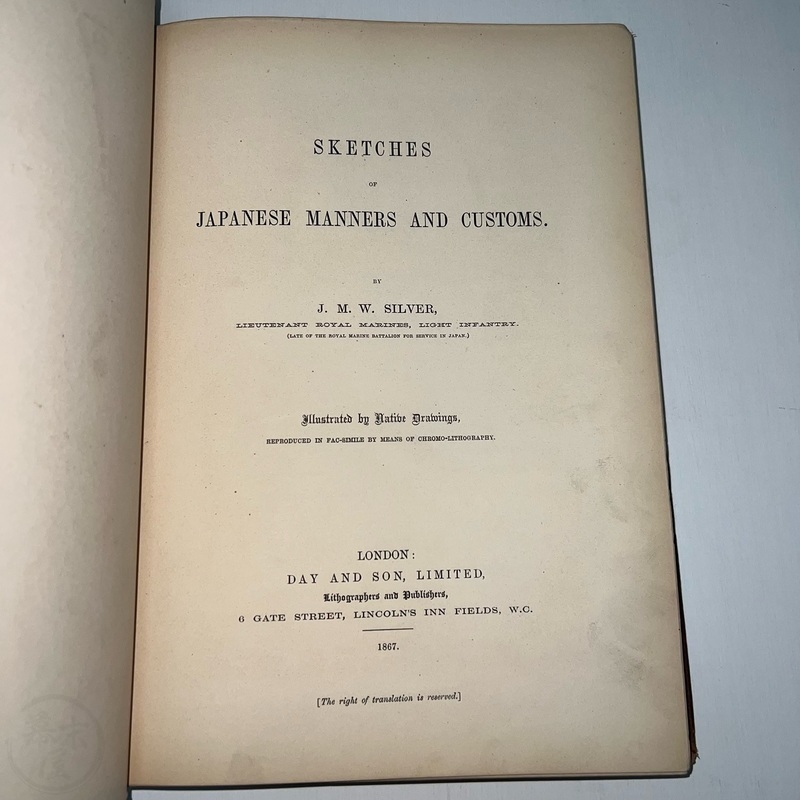 SKETCHES
OF
JAPANESE MANNERS AND CUSTOMS.
BY
J. M. W. SILVER,
LIEUTENANT ROYAL MARINES, LIGHT INFANTRY.
(LATE OF THE ROYAL MARINE BATTALION FOR SERVICE IN JAPAN.)
Illustrated by Native Drawings,
REPRODUCED IN FAC-SIMILE BY MEANS OF CHROMO-LITHOGRAPHY.
LONDON:
DAY AND SON, LIMITED,
Lithographers and Publishers,
6 GATE STREET, LINCOLN'S INN FIELDS, W.C.
1867.
[The right of translation is reserved.]